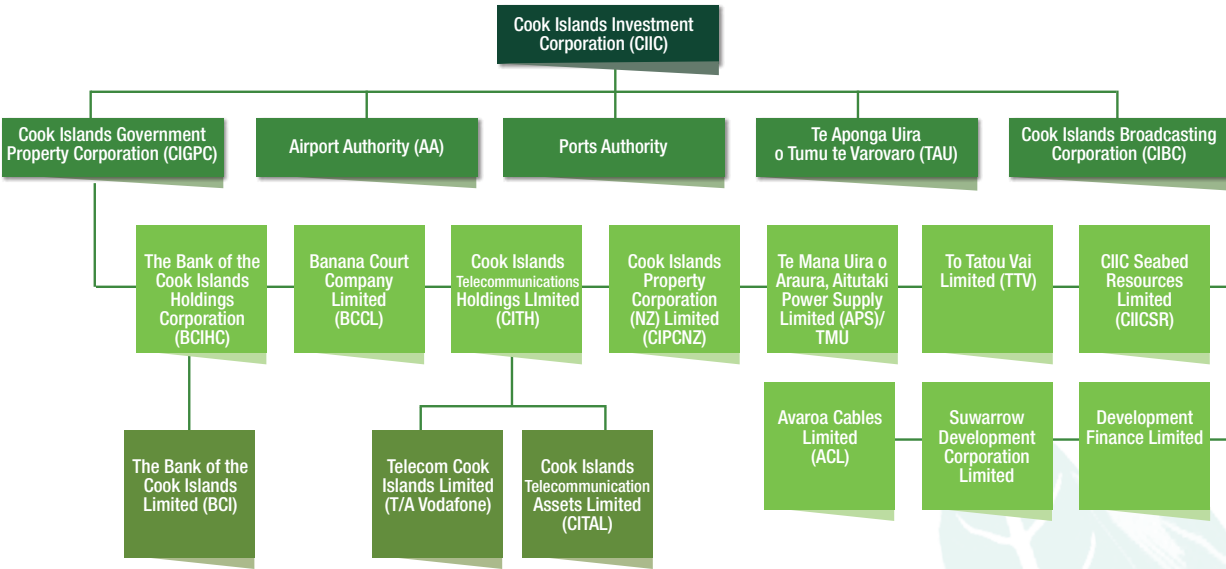 Cook Islands Investment
Corporation (CIIC)
Cook Islands Government
Property Corporation (CIGPC)
Airport Authority (AA)
Ports Authority
Te Aponga Uira
o Tumu te Varovaro (TAU)
Cook Islands Broadcasting
Corporation (CIBC)
The Bank of the
Cook Islands
Holdings
Corporation
(BCIHC)
Banana Court
Company
Limited
(BCCL)
Cook Islands
Telecommunications
Holdings LImited
(CITH)
Cook Islands
Property
Corporation
(NZ) Limited
(CIPCNZ)
Te Mana Uira o
Araura, Aitutaki
Power Supply
Limited (APS)/
TMU
To Tatou Vai
Limited (TTV)
CIIC Seabed
Resources
Limited
(CIICSR)
Avaroa Cables
Limited
(ACL)
Suwarrow
Development
Corporation
Limited
Development
Finance Limited
The Bank of the
Cook Islands
Limited (BCI)
Telecom Cook
Islands Limited
(T/A Vodafone)
Cook Islands
Telecommunication
Assets Limited
(CITAL)